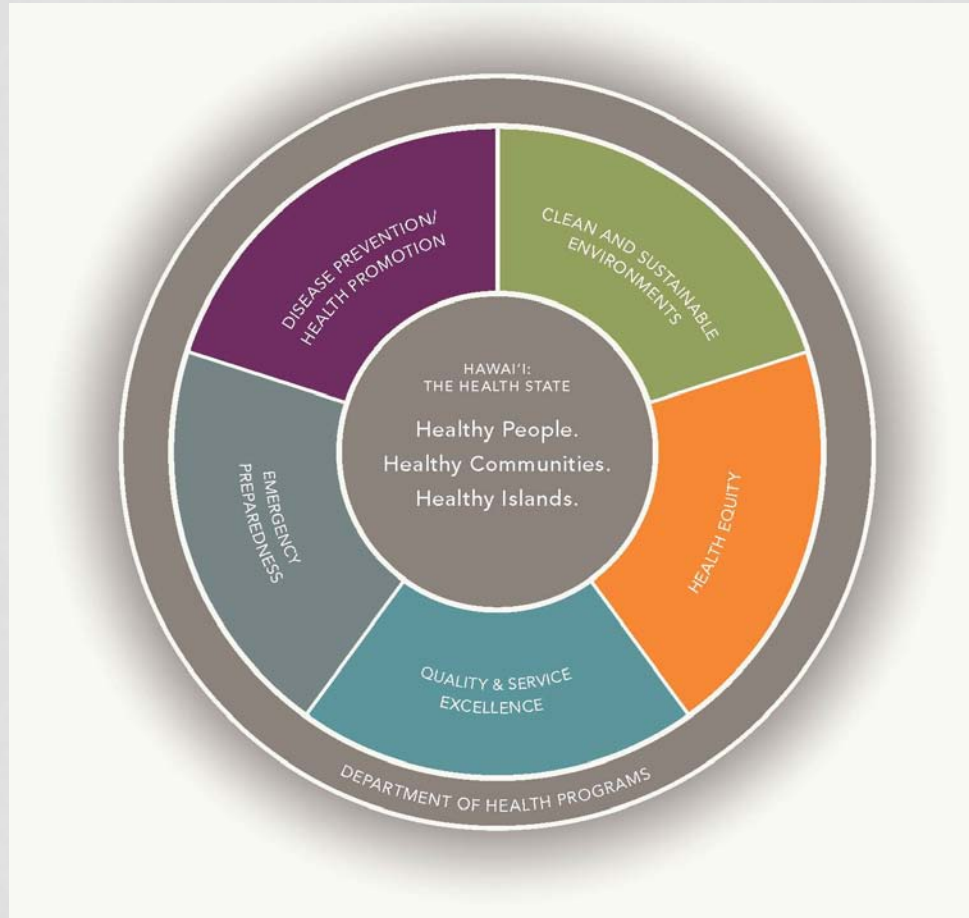 DISEASE PREVENTION/
HEALTH PROMOTION
CLEAN AND SUSTAINABLE
ENVIRONMENTS
HAWAI'I:
THE HEALTH STATE
Healthy People.
Healthy Communities.
Healthy Islands.
EMERGENCY
PREPAREDNESS
HEALTH EQUITY
QUALITY & SERVICE
EXCELLENCE
DEPARTMENT OF HEALTH PROGRAMS